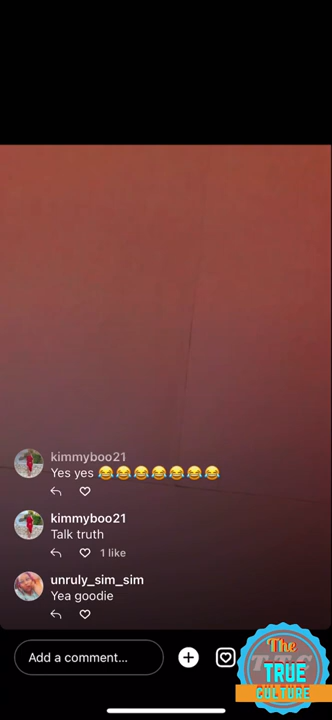 kimmyboo21
Yes yes 😂😂😂😂😂😂😂
kimmyboo21
Talk truth
1 like
unruly_sim_sim
Yea goodie
Add a comment...
The
TRUE
CULTURE